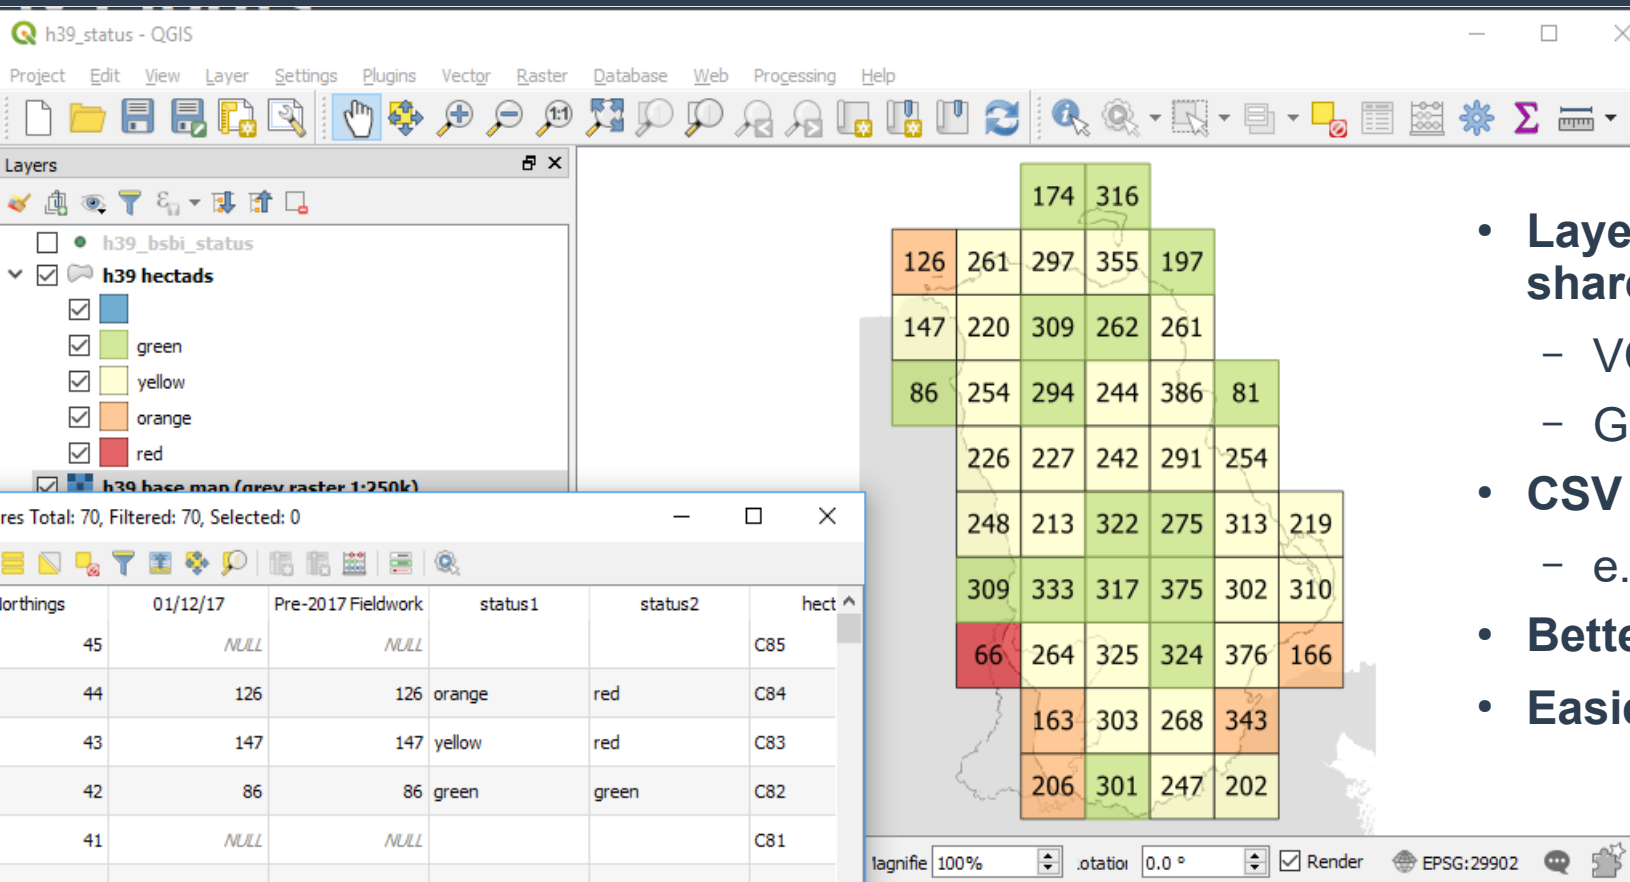 h39_status - QGIS
Project Edit View Layer Settings Plugins Vector Raster Database Web Processing Help
1:1
Layers
h39_bsbi_status
h39 hectads
green
yellow
orange
red
h39 base map (grey raster 1:250k)
res Total: 70, Filtered: 70, Selected: 0
lorthings 01/12/17 Pre-2017 Fieldwork status1 status2 hect
45 NULL NULL C85
44 126 126 orange red C84
43 147 147 yellow red C83
42 86 86 green green C82
41 NULL NULL C81
174 316
126 261 297 355 197
147 220 309 262 261
86 254 294 244 386 81
226 227 242 291 254
248 213 322 275 313 219
309 333 317 375 302 310
66 264 325 324 376 166
163 303 268 343
206 301 247 202
agnifie 100% otatior 0.0 ° Render EPSG:29902
• Laye
share
– V
– G
• CSV
– e.
• Bette
• Easie